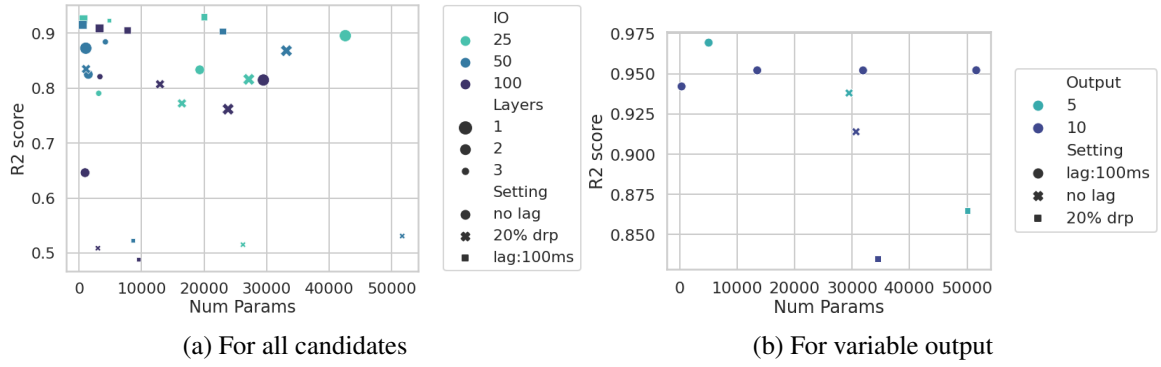 0.9
0.8
0.7
0.6
0.5
R2 score
0 10000 20000 30000 40000 50000
Num Params
IO
25
50
100
Layers
1
2
3
Setting
no lag
20% drp
lag:100ms
(a) For all candidates
0.975
0.950
0.925
0.900
0.875
0.850
R2 score
0 10000 20000 30000 40000 50000
Num Params
Output
5
10
Setting
lag:100ms
no lag
20% drp
(b) For variable output